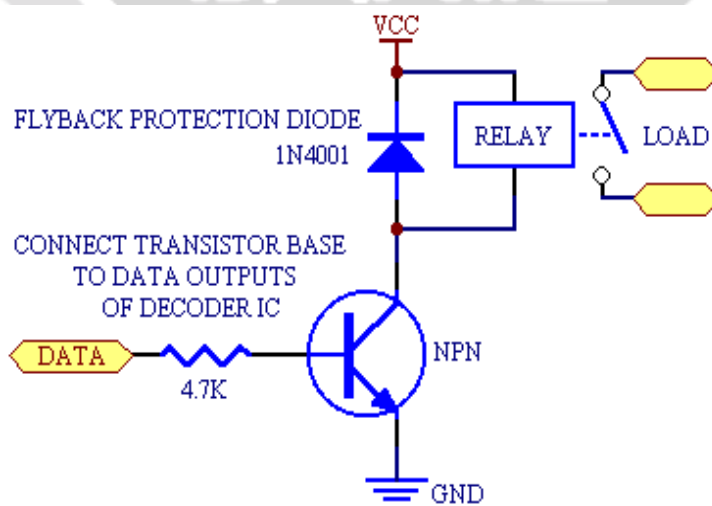 VCC
FLYBACK PROTECTION DIODE
1N4001
RELAY
LOAD
CONNECT TRANSISTOR BASE
TO DATA OUTPUTS
OF DECODER IC
DATA
4.7K
NPN
GND